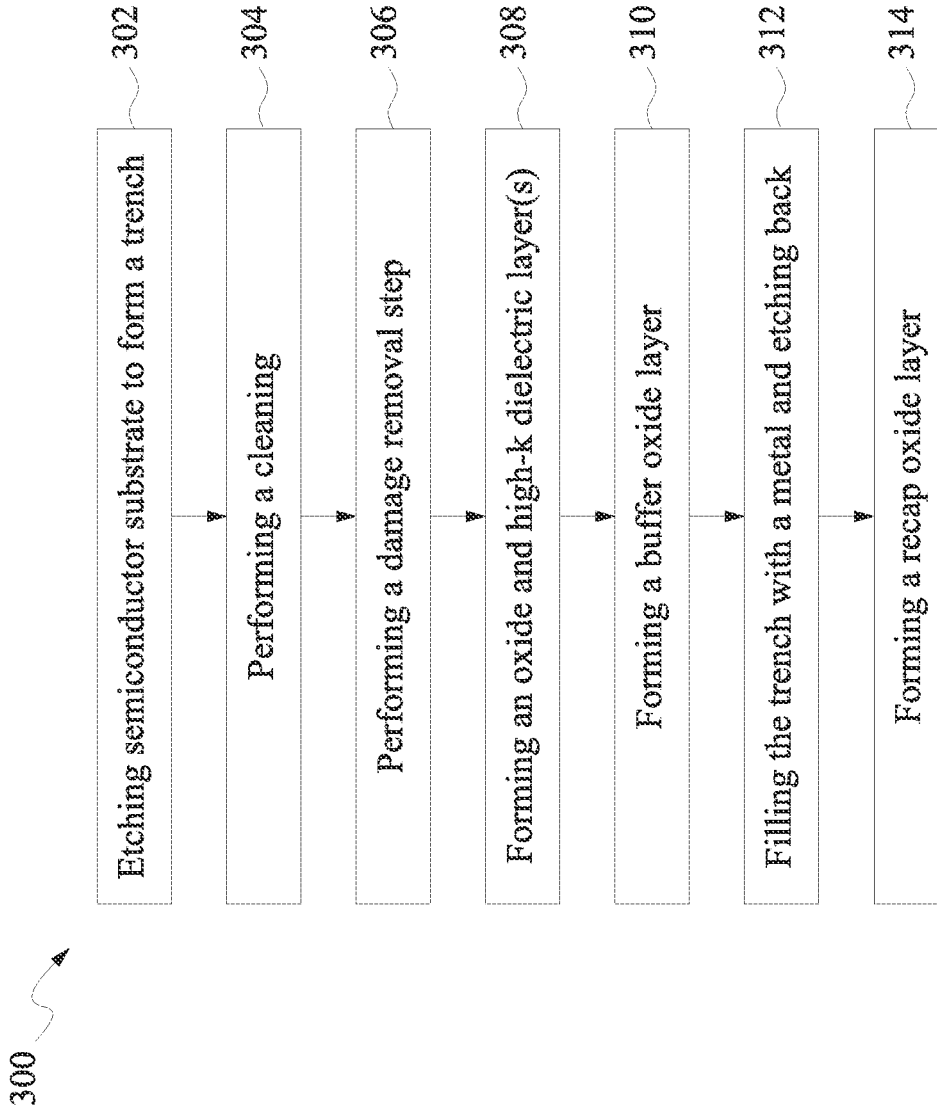 300
Etching semiconductor substrate to form a trench
302
Performing a cleaning
304
Performing a damage removal step
306
Forming an oxide and high-k dielectric layer(s)
308
Forming a buffer oxide layer
310
Filling the trench with a metal and etching back
312
Forming a recap oxide layer
314